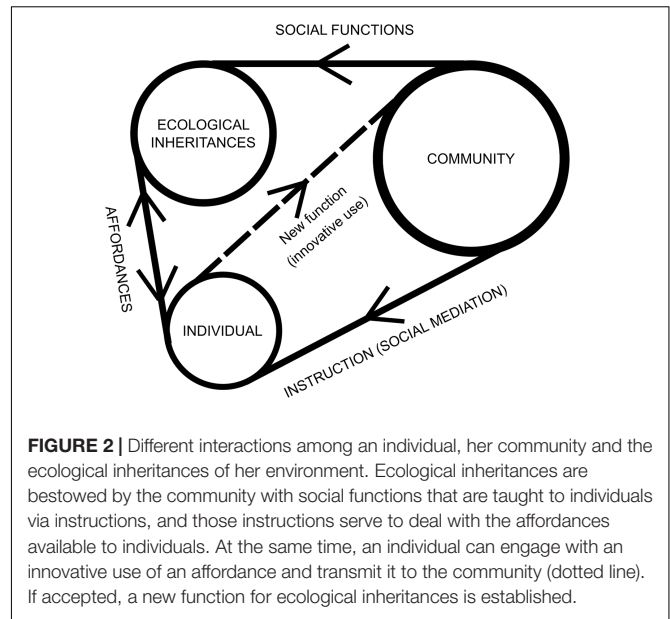 SOCIAL FUNCTIONS
ECOLOGICAL
INHERITANCES
COMMUNITY
AFFORDANCES
New function
(innovative use)
INDIVIDUAL
INSTRUCTION (SOCIAL MEDIATION)
FIGURE 2 | Different interactions among an individual, her community and the
ecological inheritances of her environment. Ecological inheritances are
bestowed by the community with social functions that are taught to individuals
via instructions, and those instructions serve to deal with the affordances
available to individuals. At the same time, an individual can engage with an
innovative use of an affordance and transmit it to the community (dotted line).
If accepted, a new function for ecological inheritances is established.